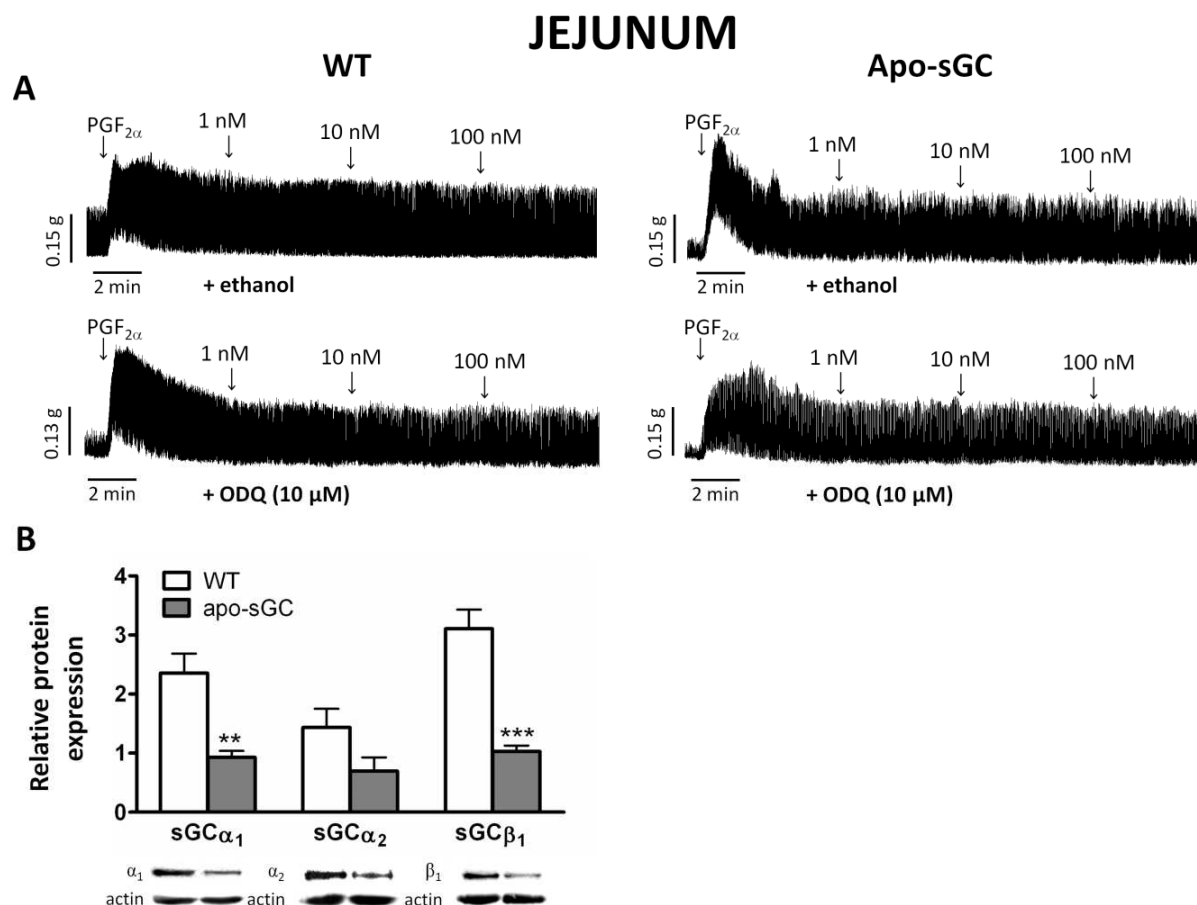 JEJUNUM
WT
Apo-sGC
A
PGF2α
1 nM
10 nM
100 nM
0.15 g
2 min
+ ethanol
PGF2α
1 nM
10 nM
100 nM
0.15 g
2 min
+ ethanol
PGF2α
1 nM
10 nM
100 nM
0.13 g
2 min
+ ODQ (10 µM)
PGF2α
1 nM
10 nM
100 nM
0.15 g
2 min
+ ODQ (10 µM)
B
Relative protein
expression
4
3
2
1
0
WT
apo-sGC
**
***
sGCα1
sGCα2
sGCβ1
α1
α2
β1
actin
actin
actin